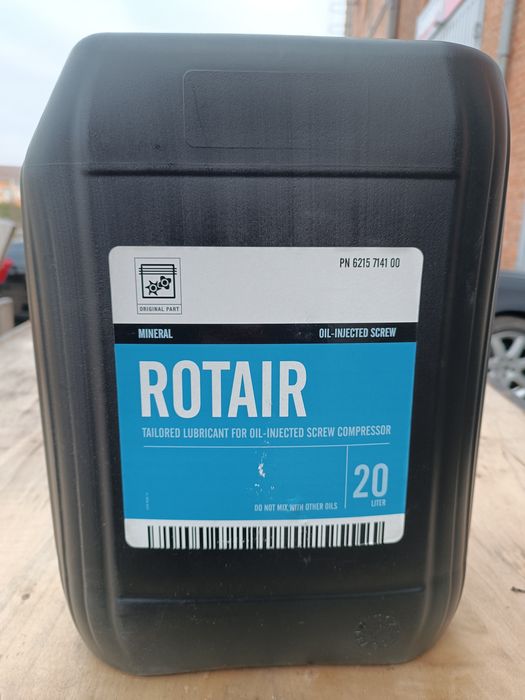 PN 6215 7141 00
ORIGINAL PART
MINERAL OIL-INJECTED SCREW
ROTAIR
TAILORED LUBRICANT FOR OIL-INJECTED SCREW COMPRESSOR
20
LITER
DO NOT MIX WITH OTHER OILS